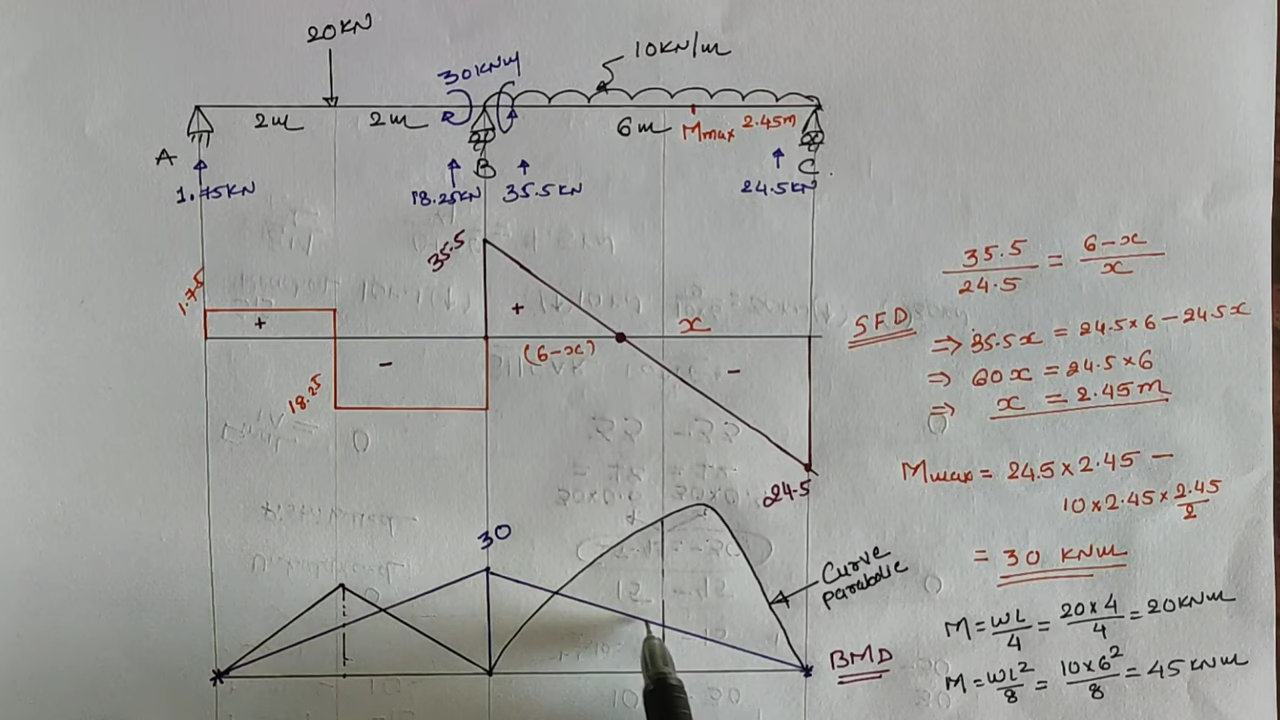 20KN
30KNM
10KN/m
2m
2m
6m
Mmax
2.45m
A
B
C
1.75KN
18.25KN
35.5KN
24.5KN
35.5
1.75
+
-
18.25
+
(6-x)
x
-
24.5
SFD
35.5/24.5 = 6-x/x
⇒ 35.5x = 24.5×6-24.5x
⇒ 60x = 24.5×6
⇒ x = 2.45m
Mmax = 24.5×2.45 -
10×2.45×2.45/2
= 30 KNm
30
Curve
parabolic
BMD
M = WL/4 = 20×4/4 = 20KNm
M = WL²/8 = 10×6²/8 = 45KNm